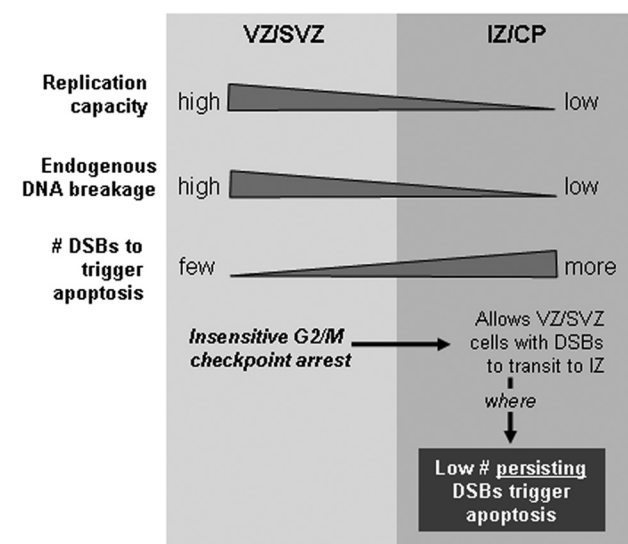 VZ/SVZ
IZ/CP
Replication
capacity
high
low
Endogenous
DNA breakage
high
low
# DSBs to
trigger
apoptosis
few
more
Insensitive G2/M
checkpoint arrest
Allows VZ/SVZ
cells with DSBs
to transit to IZ
where
Low # persisting
DSBs trigger
apoptosis